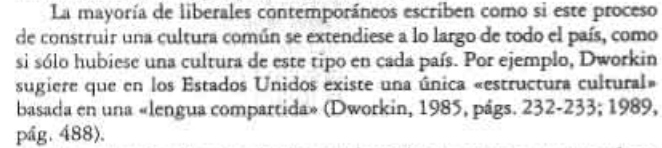 La mayoría de liberales contemporáneos escriben como si este proceso
de construir una cultura común se extendiese a lo largo de todo el país, como
si sólo hubiese una cultura de este tipo en cada país. Por ejemplo, Dworkin
sugiere que en los Estados Unidos existe una única «estructura cultural»
basada en una «lengua compartida» (Dworkin, 1985, págs. 232-233; 1989,
pág. 488).